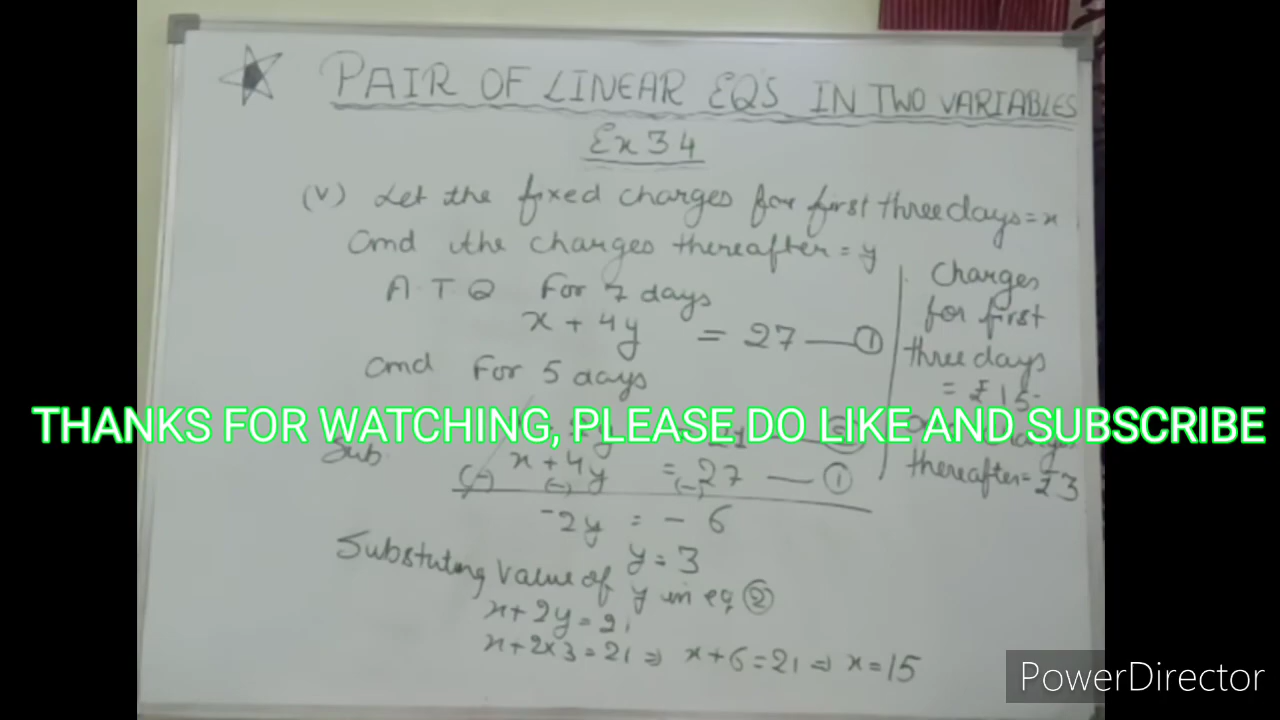 PAIR OF LINEAR EQS IN TWO VARIABLES
Ex 3 4
(V) Let the fixed charges for first three days = x
and the charges thereafter = y
A.T.Q For 7 days
x + 4y = 27 — ①
and For 5 days
Sub x + 4y = 27 — ①
(-) (-) (-)
-2y = - 6
y = 3
Substuting Value of y in eq ②
x + 2y = 21
x + 2x3 = 21 ⇒ x + 6 = 21 ⇒ x = 15
Charges
for first
three days
= ₹15
thereafter = ₹3
THANKS FOR WATCHING, PLEASE DO LIKE AND SUBSCRIBE
PowerDirector